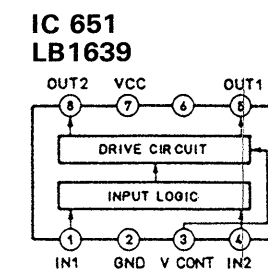 IC 651
LB1639
OUT2 VCC OUT1
8 7 6 5
DRIVE CIRCUIT
INPUT LOGIC
1 2 3 4
IN1 GND V CONT IN2